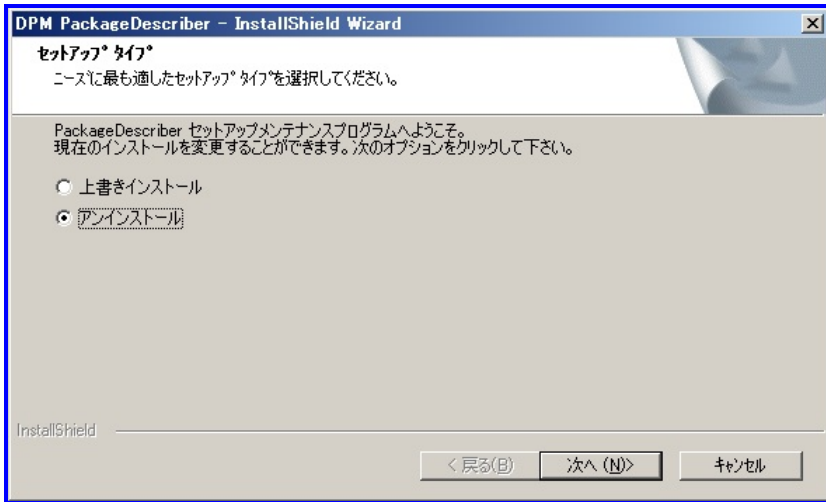 DPM PackageDescriber - InstallShield Wizard
セットアップ タイプ
ニーズに最も適したセットアップ タイプを選択してください。
PackageDescriber セットアップメンテナンスプログラムへようこそ。
現在のインストールを変更することができます。次のオプションをクリックして下さい。
上書きインストール
アンインストール
InstallShield
< 戻る(B) 次へ (N)> キャンセル